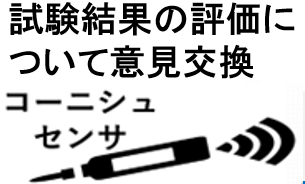 試験結果の評価に
ついて意見交換
コーニシュ
センサ